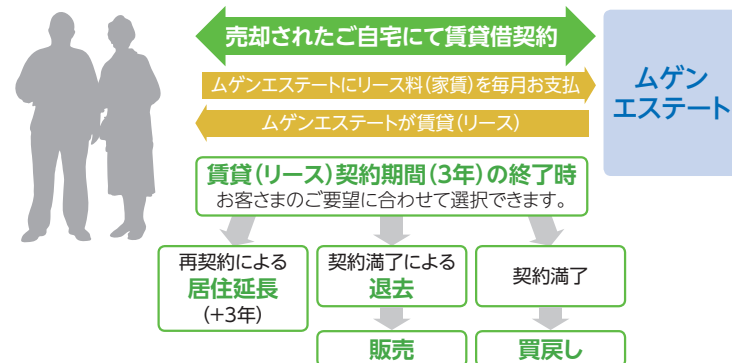 売却されたご自宅にて賃貸借契約
ムゲンエステートにリース料(家賃)を毎月お支払
ムゲンエステートが賃貸(リース)
ムゲン
エステート
賃貸(リース)契約期間(3年)の終了時
お客さまのご要望に合わせて選択できます。
再契約による
居住延長
(+3年)
契約満了による
退去
契約満了
販売
買戻し